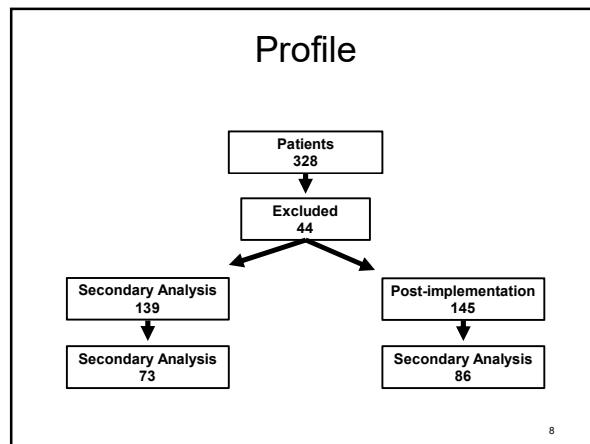 Profile
Patients
328
Excluded
44
Secondary Analysis
139
Post-implementation
145
Secondary Analysis
73
Secondary Analysis
86
8